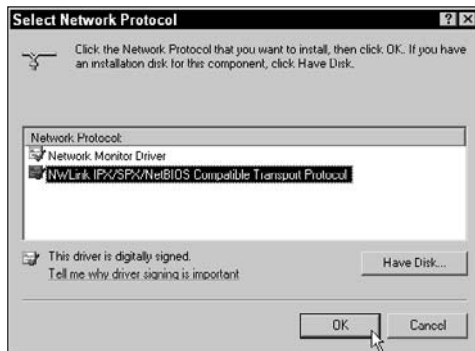 Select Network Protocol
Click the Network Protocol that you want to install, then click OK. If you have
an installation disk for this component, click Have Disk.
Network Protocol:
Network Monitor Driver
NWLink IPX/SPX/NetBIOS Compatible Transport Protocol
This driver is digitally signed.
Tell me why driver signing is important
Have Disk...
OK
Cancel